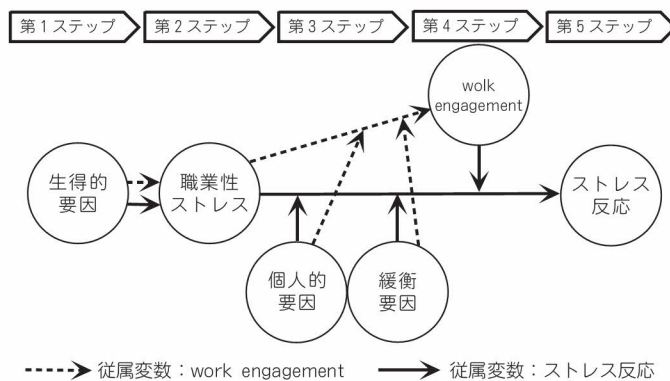 第1ステップ 第2ステップ 第3ステップ 第4ステップ 第5ステップ
wolk
engagement
生得的
要因
職業性
ストレス
ストレス
反応
個人的
要因
緩衝
要因
従属変数：work engagement 従属変数：ストレス反応